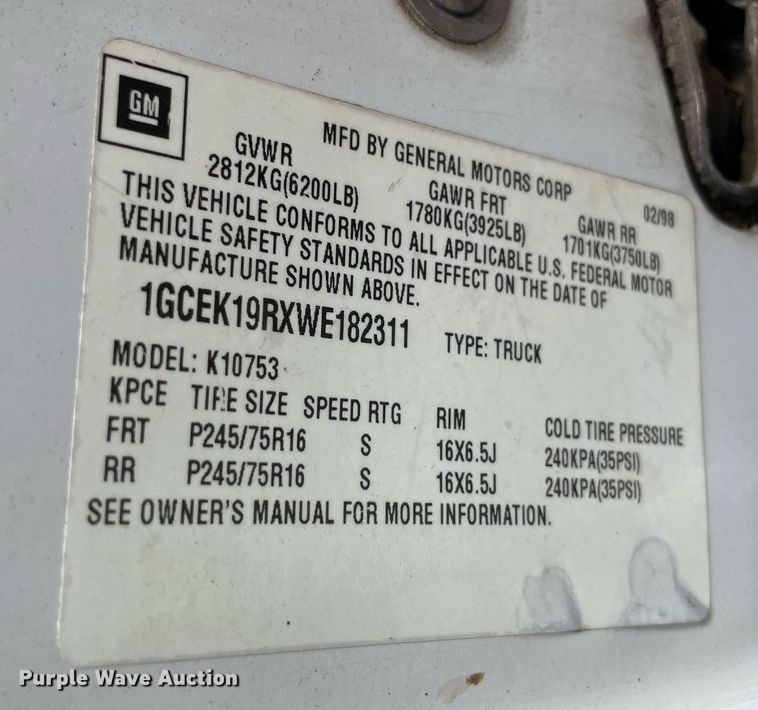 GM
MFD BY GENERAL MOTORS CORP 02/98
GVWR GAWR FRT GAWR RR
2812KG(6200LB) 1780KG(3925LB) 1701KG(3750LB)
THIS VEHICLE CONFORMS TO ALL APPLICABLE U.S. FEDERAL MOTOR
VEHICLE SAFETY STANDARDS IN EFFECT ON THE DATE OF
MANUFACTURE SHOWN ABOVE.
1GCEK19RXWE182311 TYPE: TRUCK
MODEL: K10753
KPCE TIRE SIZE SPEED RTG RIM COLD TIRE PRESSURE
FRT P245/75R16 S 16X6.5J 240KPA(35PSI)
RR P245/75R16 S 16X6.5J 240KPA(35PSI)
SEE OWNER'S MANUAL FOR MORE INFORMATION.
Purple Wave Auction